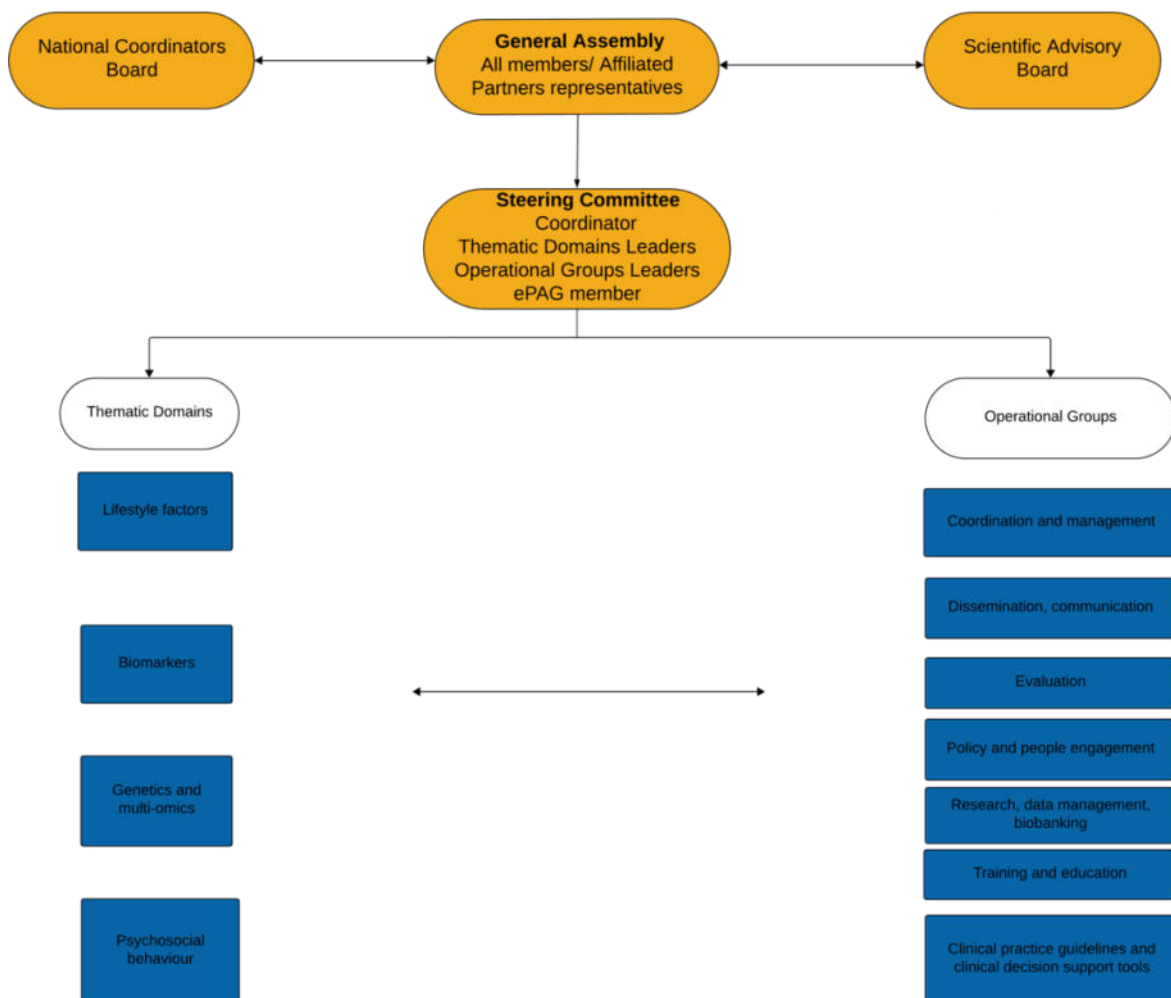 National Coordinators
Board
General Assembly
All members/ Affiliated
Partners representatives
Scientific Advisory
Board
Steering Committee
Coordinator
Thematic Domains Leaders
Operational Groups Leaders
ePAG member
Thematic Domains
Lifestyle factors
Biomarkers
Genetics and
multi-omics
Psychosocial
behaviour
Operational Groups
Coordination and management
Dissemination, communication
Evaluation
Policy and people engagement
Research, data management,
biobanking
Training and education
Clinical practice guidelines and
clinical decision support tools